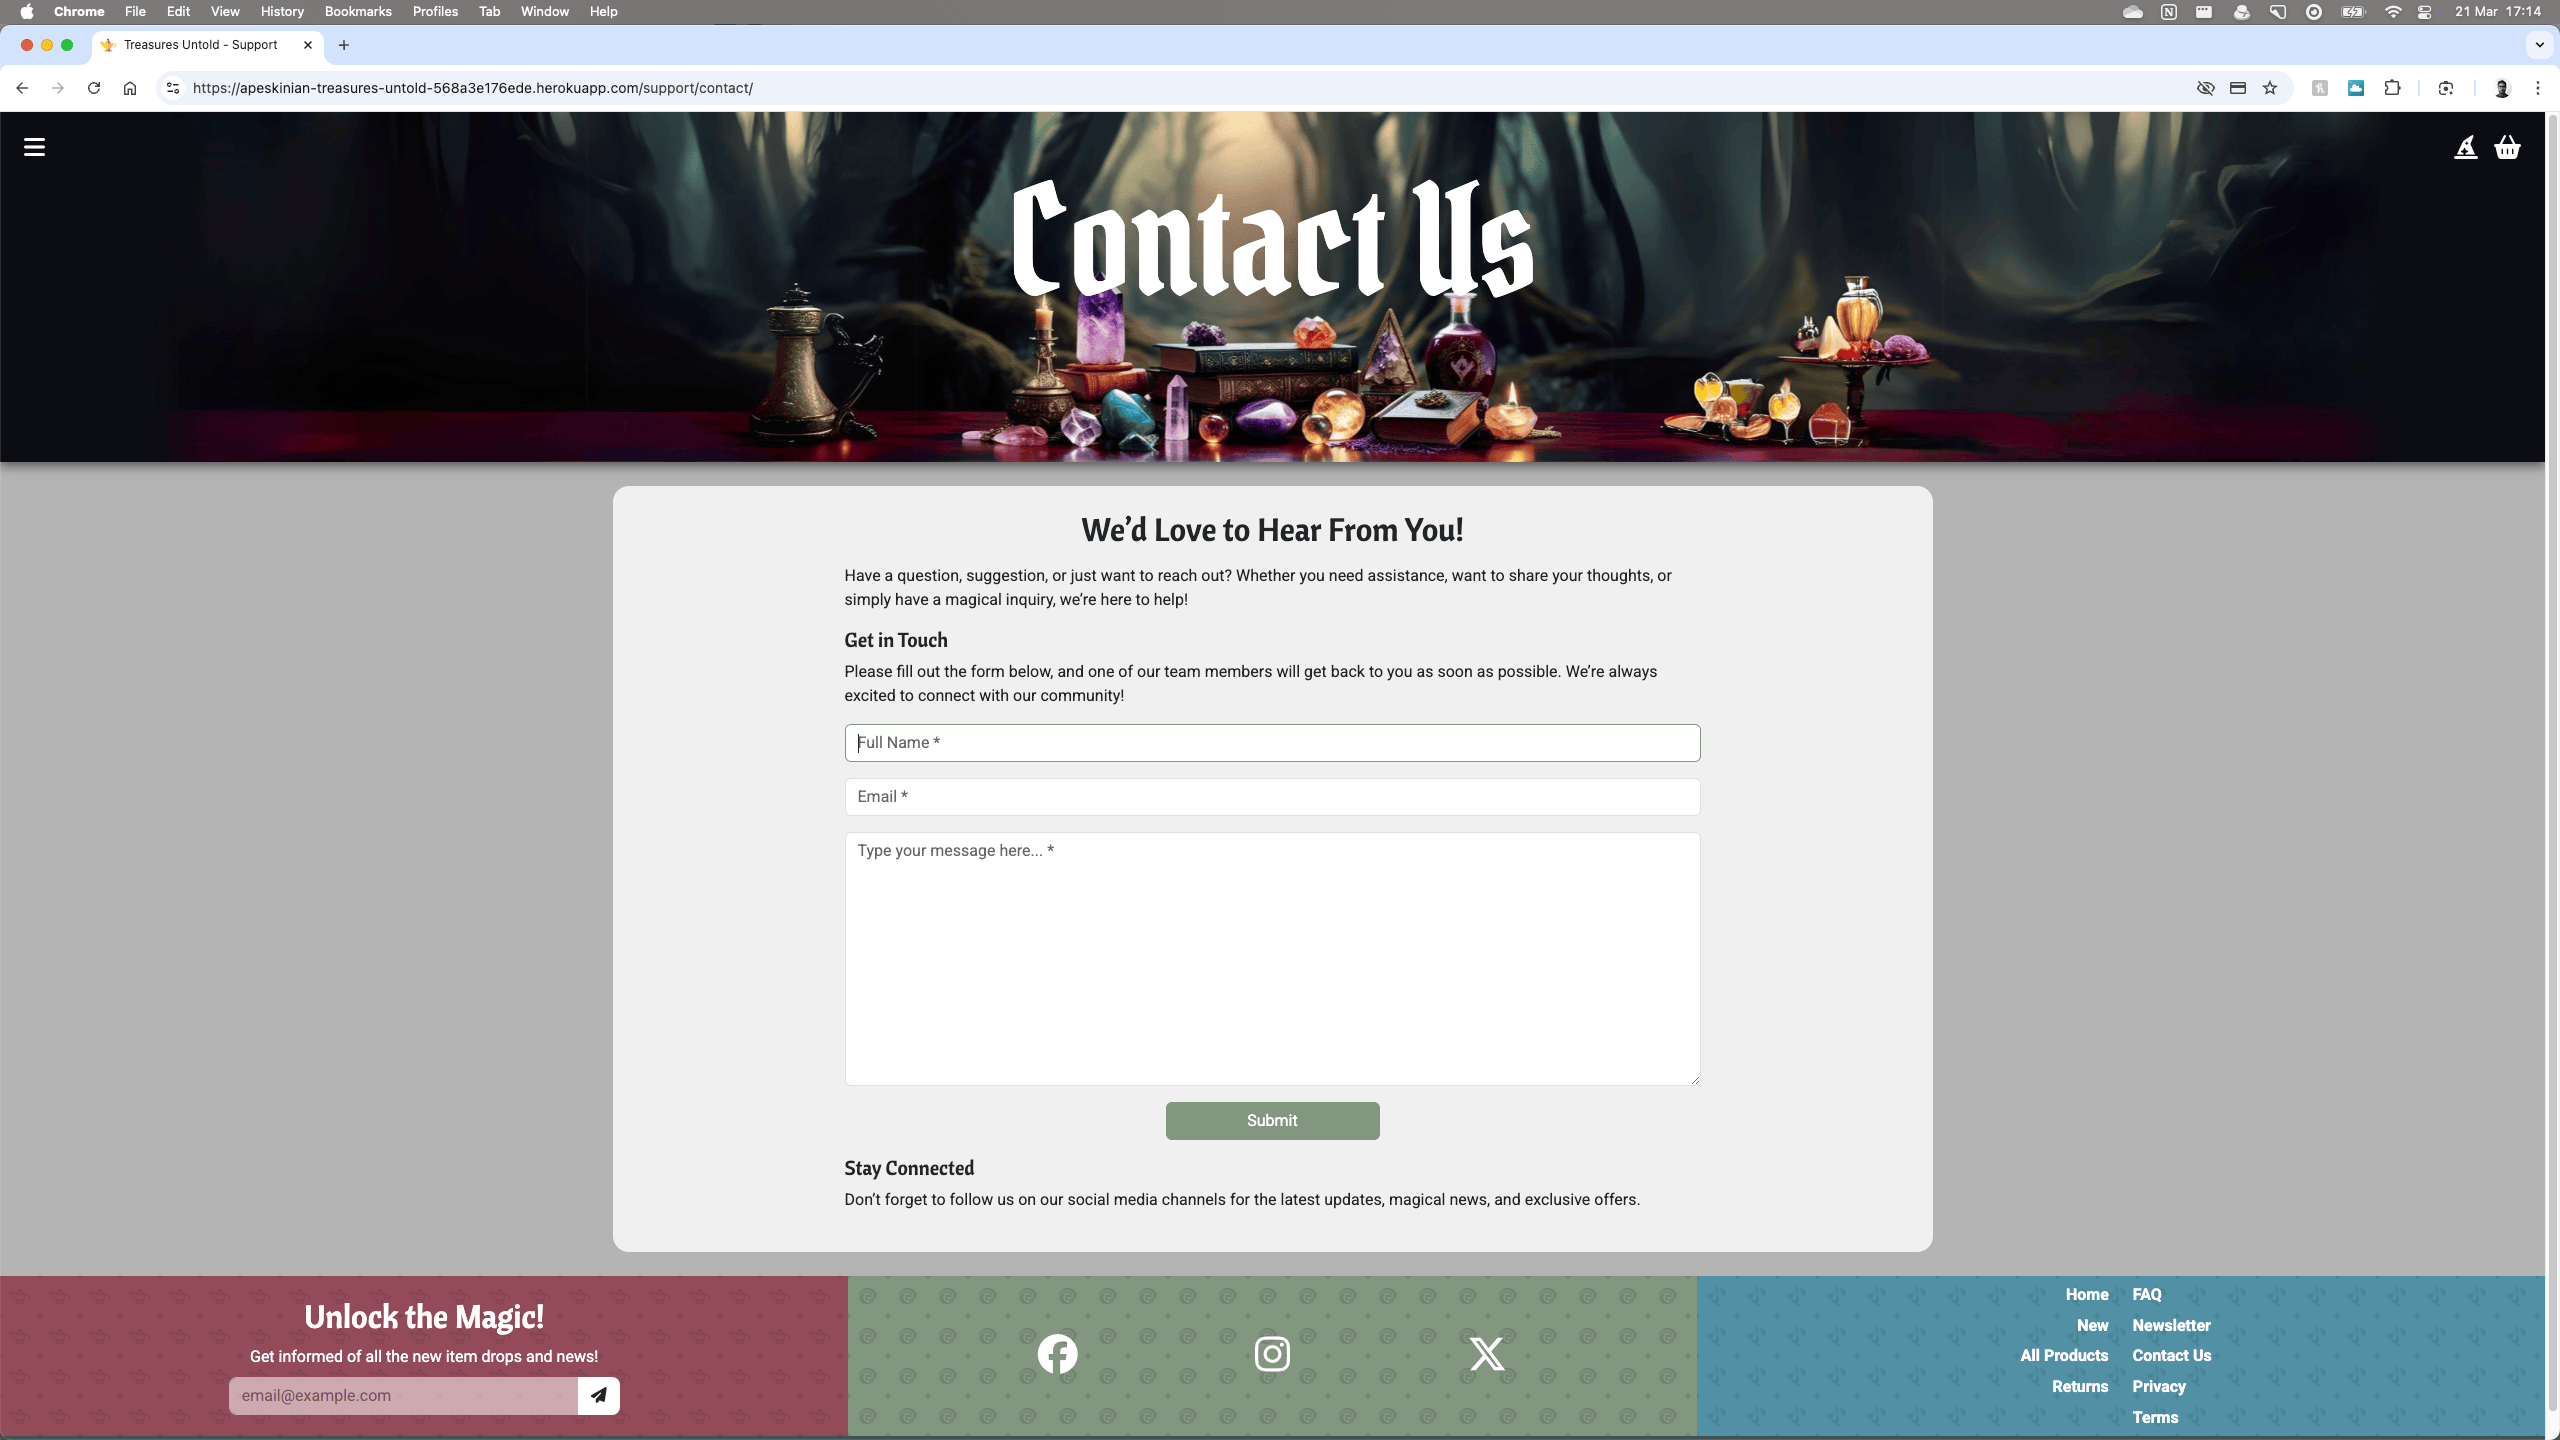 Chrome File Edit View History Bookmarks Profiles Tab Window Help
21 Mar 17:14
Treasures Untold - Support
https://apeskinian-treasures-untold-568a3e176ede.herokuapp.com/support/contact/
Contact Us
We’d Love to Hear From You!
Have a question, suggestion, or just want to reach out? Whether you need assistance, want to share your thoughts, or
simply have a magical inquiry, we’re here to help!
Get in Touch
Please fill out the form below, and one of our team members will get back to you as soon as possible. We’re always
excited to connect with our community!
Full Name *
Email *
Type your message here... *
Submit
Stay Connected
Don’t forget to follow us on our social media channels for the latest updates, magical news, and exclusive offers.
Unlock the Magic!
Get informed of all the new item drops and news!
email@example.com
Home
New
All Products
Returns
FAQ
Newsletter
Contact Us
Privacy
Terms